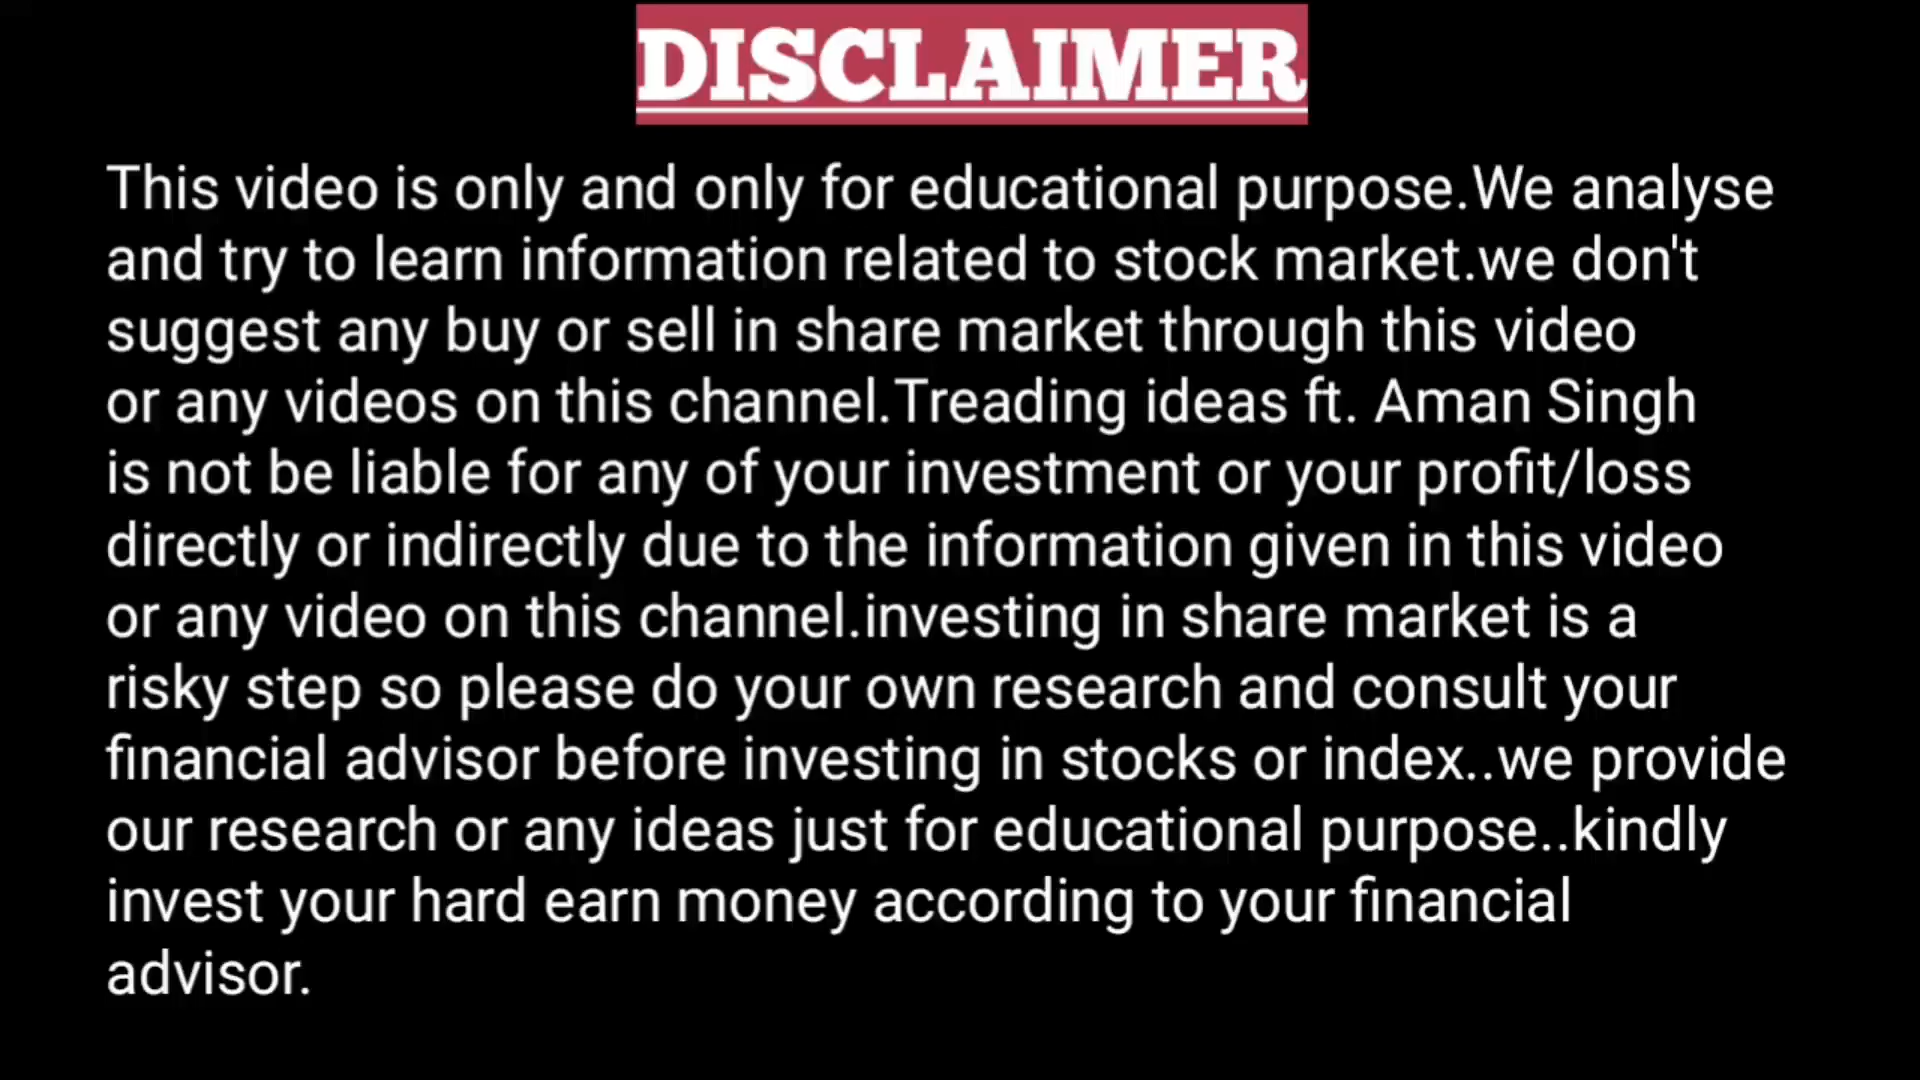 DISCLAIMER
This video is only and only for educational purpose.We analyse
and try to learn information related to stock market.we don't
suggest any buy or sell in share market through this video
or any videos on this channel.Treading ideas ft. Aman Singh
is not be liable for any of your investment or your profit/loss
directly or indirectly due to the information given in this video
or any video on this channel.investing in share market is a
risky step so please do your own research and consult your
financial advisor before investing in stocks or index..we provide
our research or any ideas just for educational purpose..kindly
invest your hard earn money according to your financial
advisor.